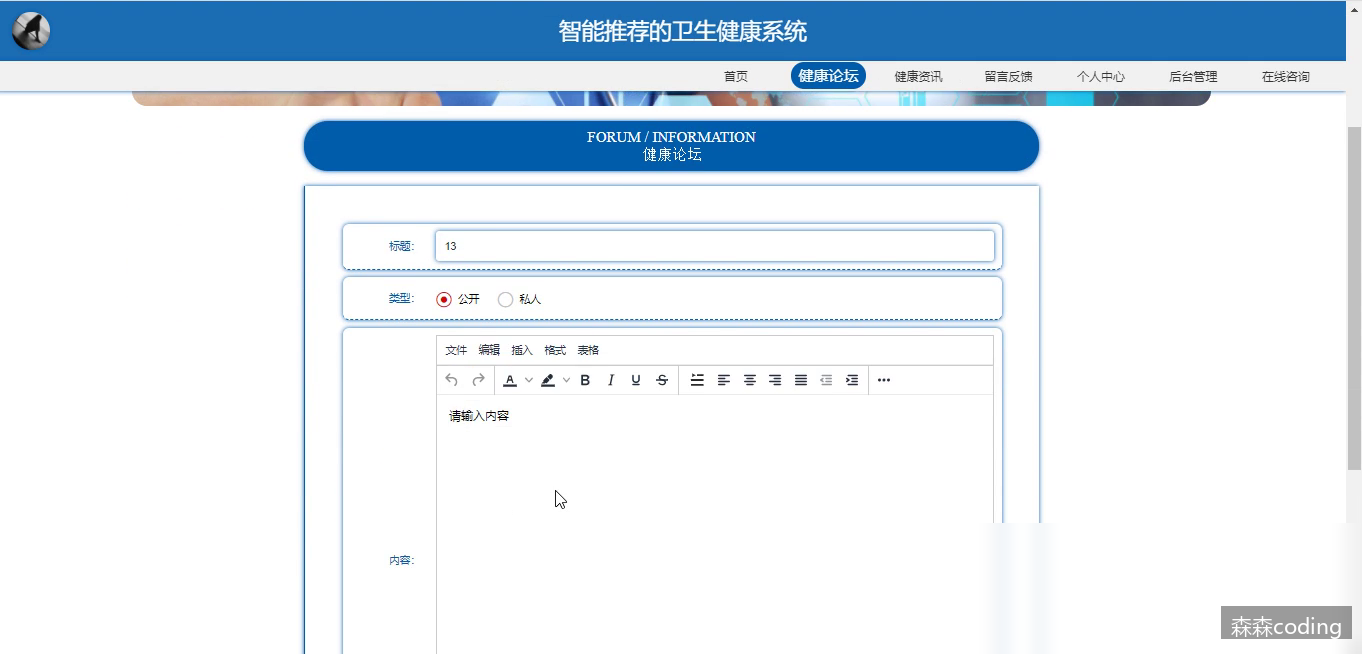 智能推荐的卫生健康系统
首页 健康论坛 健康资讯 留言反馈 个人中心 后台管理 在线咨询
FORUM / INFORMATION
健康论坛
标题: 13
类型: 公开 私人
文件 编辑 插入 格式 表格
A B I U S
请输入内容
内容:
森森coding